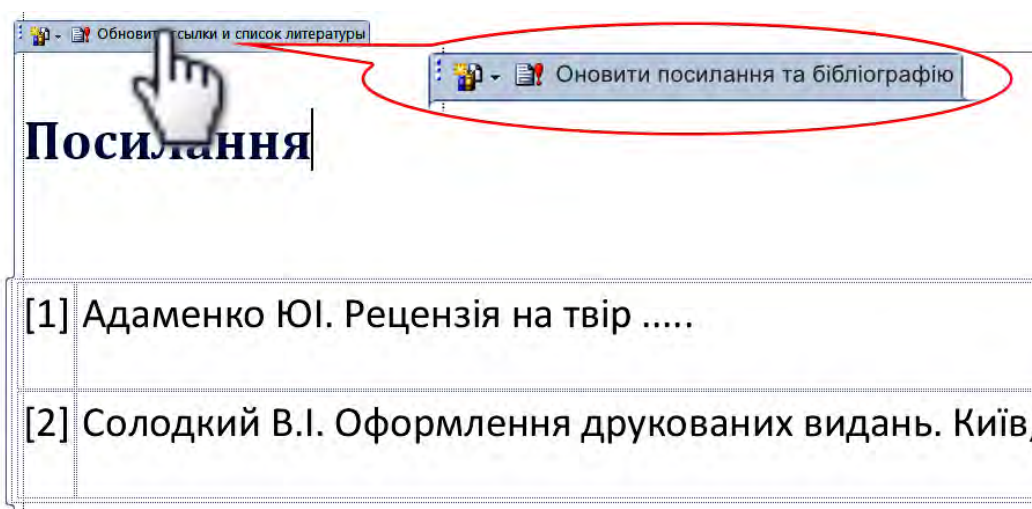 Обновить ссылки и список литературы
Оновити посилання та бібліографію
Посилання
[1] Адаменко ЮІ. Рецензія на твір .....
[2] Солодкий В.І. Оформлення друкованих видань. Київ,